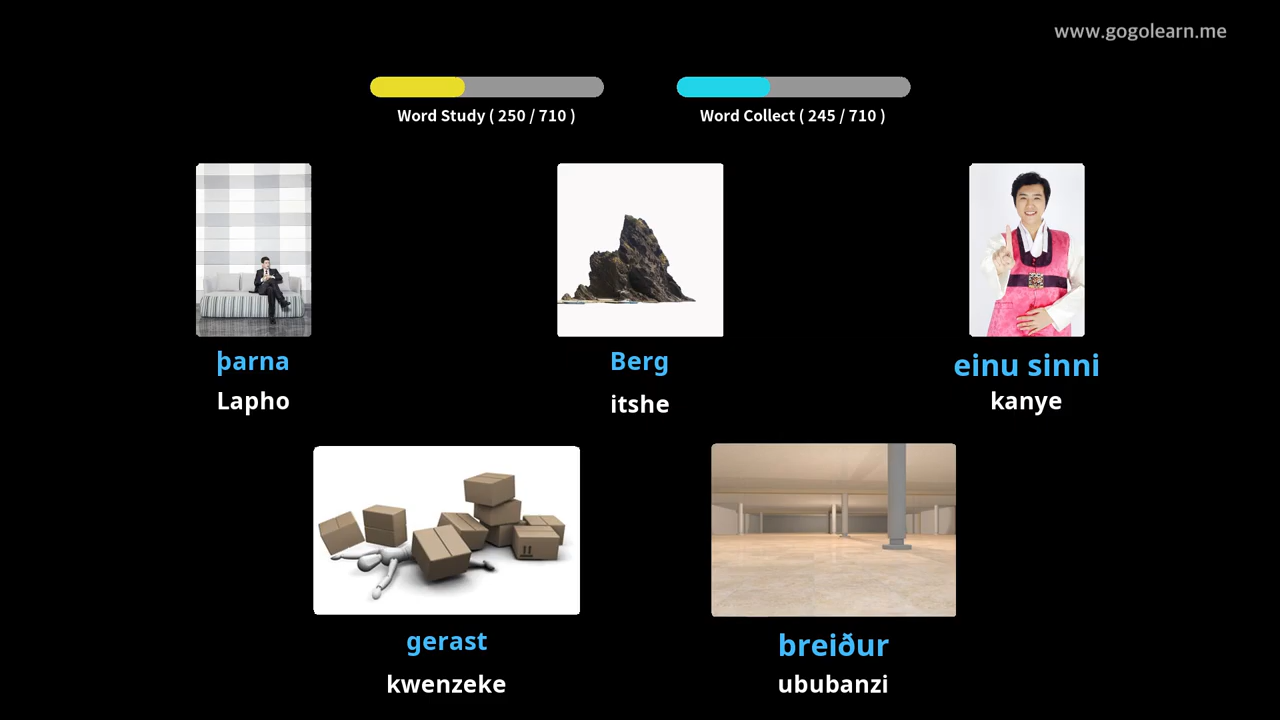 www.gogolearn.me
Word Study ( 250 / 710 )
Word Collect ( 245 / 710 )
þarna
Lapho
Berg
itshe
einu sinni
kanye
gerast
kwenzeke
breiður
ububanzi